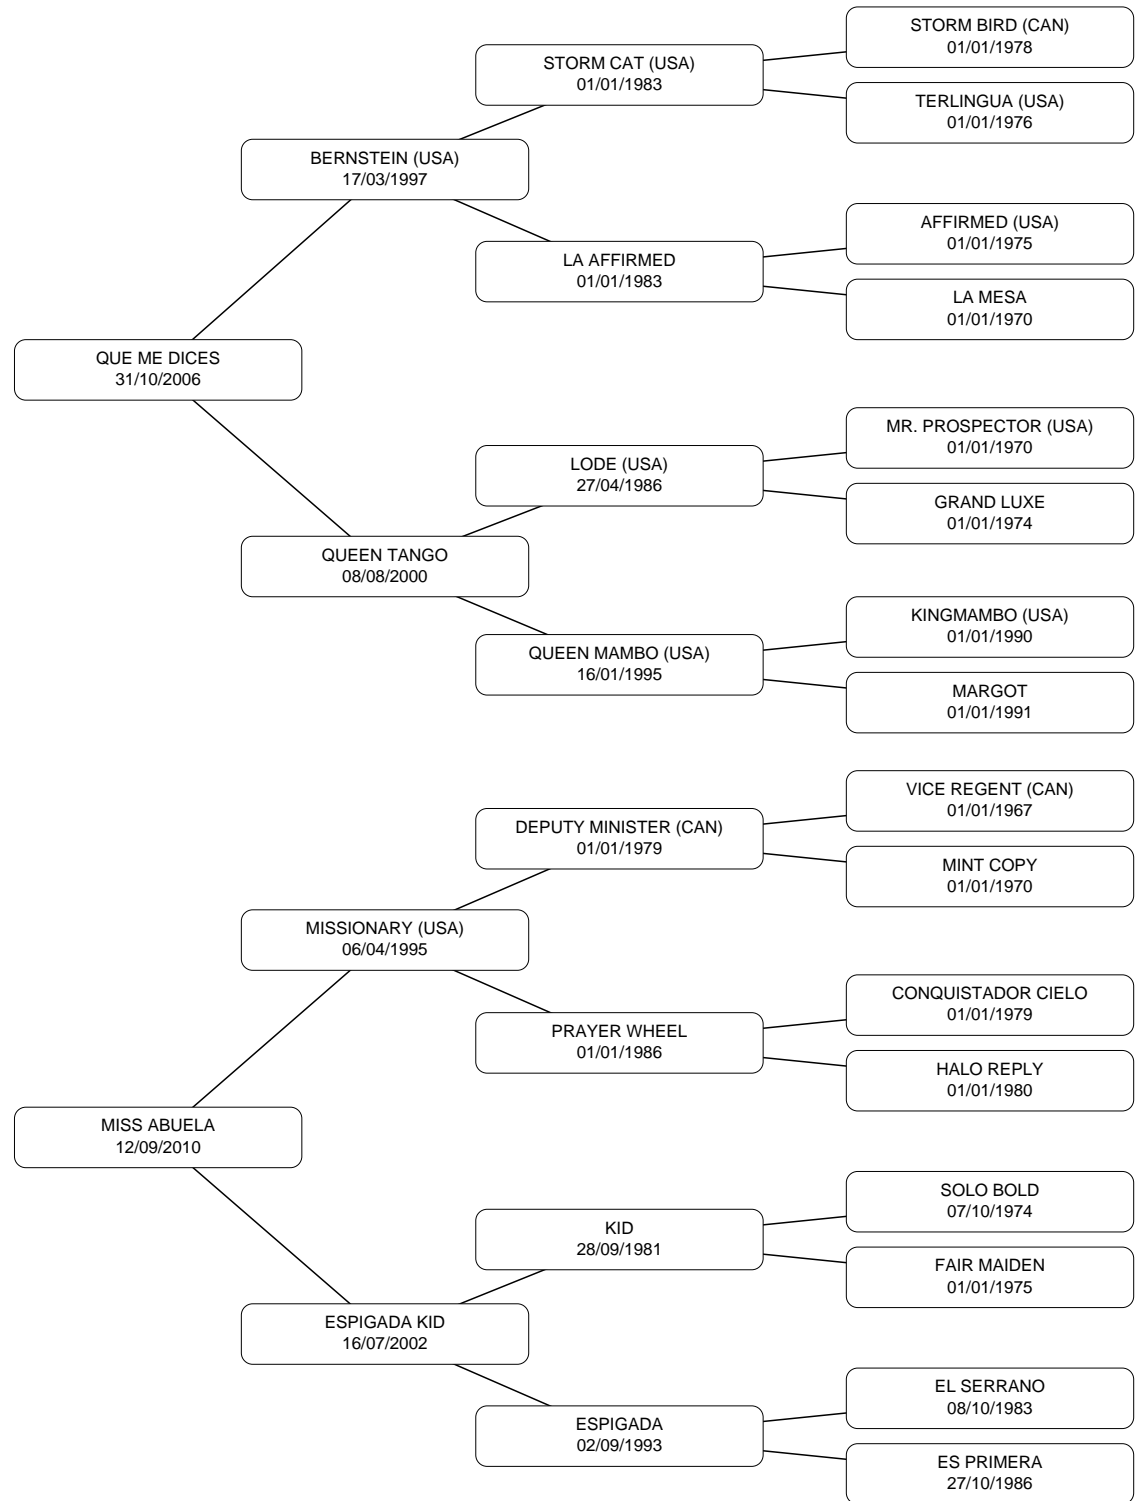 STORM BIRD (CAN)
01/01/1978
STORM CAT (USA)
01/01/1983
TERLINGUA (USA)
01/01/1976
BERNSTEIN (USA)
17/03/1997
AFFIRMED (USA)
01/01/1975
LA AFFIRMED
01/01/1983
LA MESA
01/01/1970
QUE ME DICES
31/10/2006
MR. PROSPECTOR (USA)
01/01/1970
LODE (USA)
27/04/1986
GRAND LUXE
01/01/1974
QUEEN TANGO
08/08/2000
KINGMAMBO (USA)
01/01/1990
QUEEN MAMBO (USA)
16/01/1995
MARGOT
01/01/1991
VICE REGENT (CAN)
01/01/1967
DEPUTY MINISTER (CAN)
01/01/1979
MINT COPY
01/01/1970
MISSIONARY (USA)
06/04/1995
CONQUISTADOR CIELO
01/01/1979
PRAYER WHEEL
01/01/1986
HALO REPLY
01/01/1980
MISS ABUELA
12/09/2010
SOLO BOLD
07/10/1974
KID
28/09/1981
FAIR MAIDEN
01/01/1975
ESPIGADA KID
16/07/2002
EL SERRANO
08/10/1983
ESPIGADA
02/09/1993
ES PRIMERA
27/10/1986